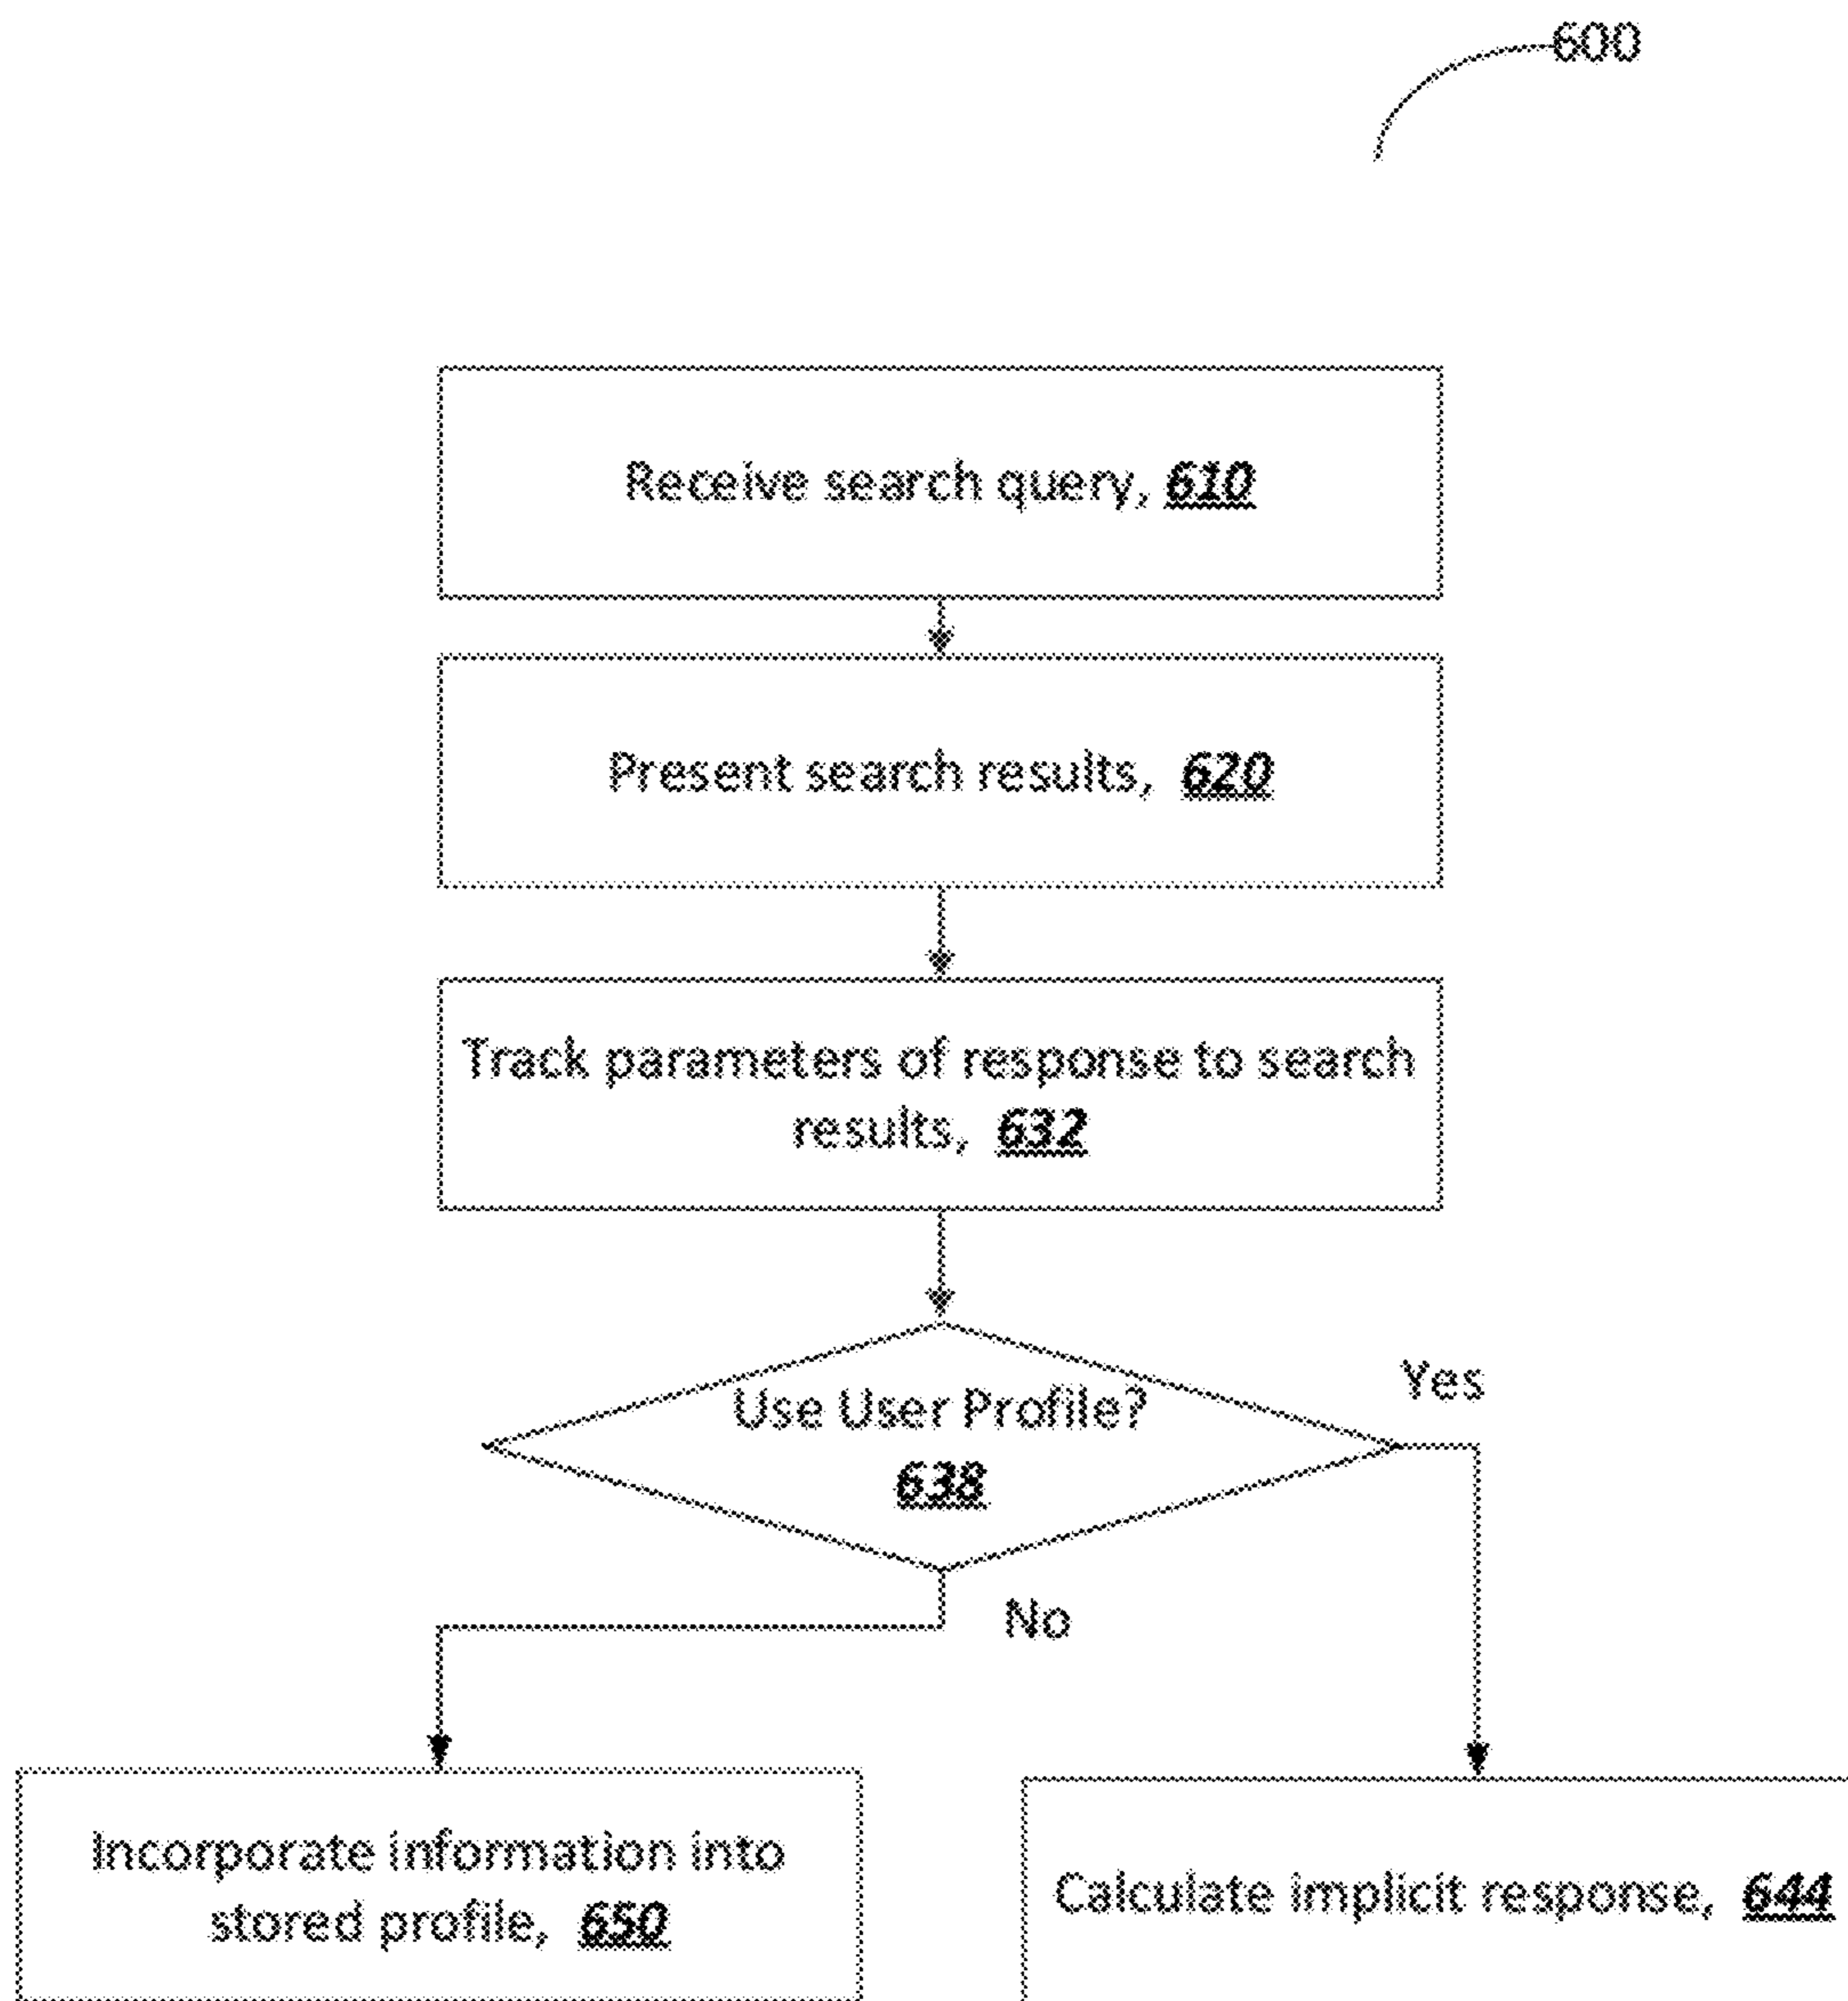 600
Receive search query, 610
Present search results, 620
Track parameters of response to search
results, 632
Use User Profile?
638
Yes
No
Incorporate information into
stored profile, 650
Calculate implicit response, 644